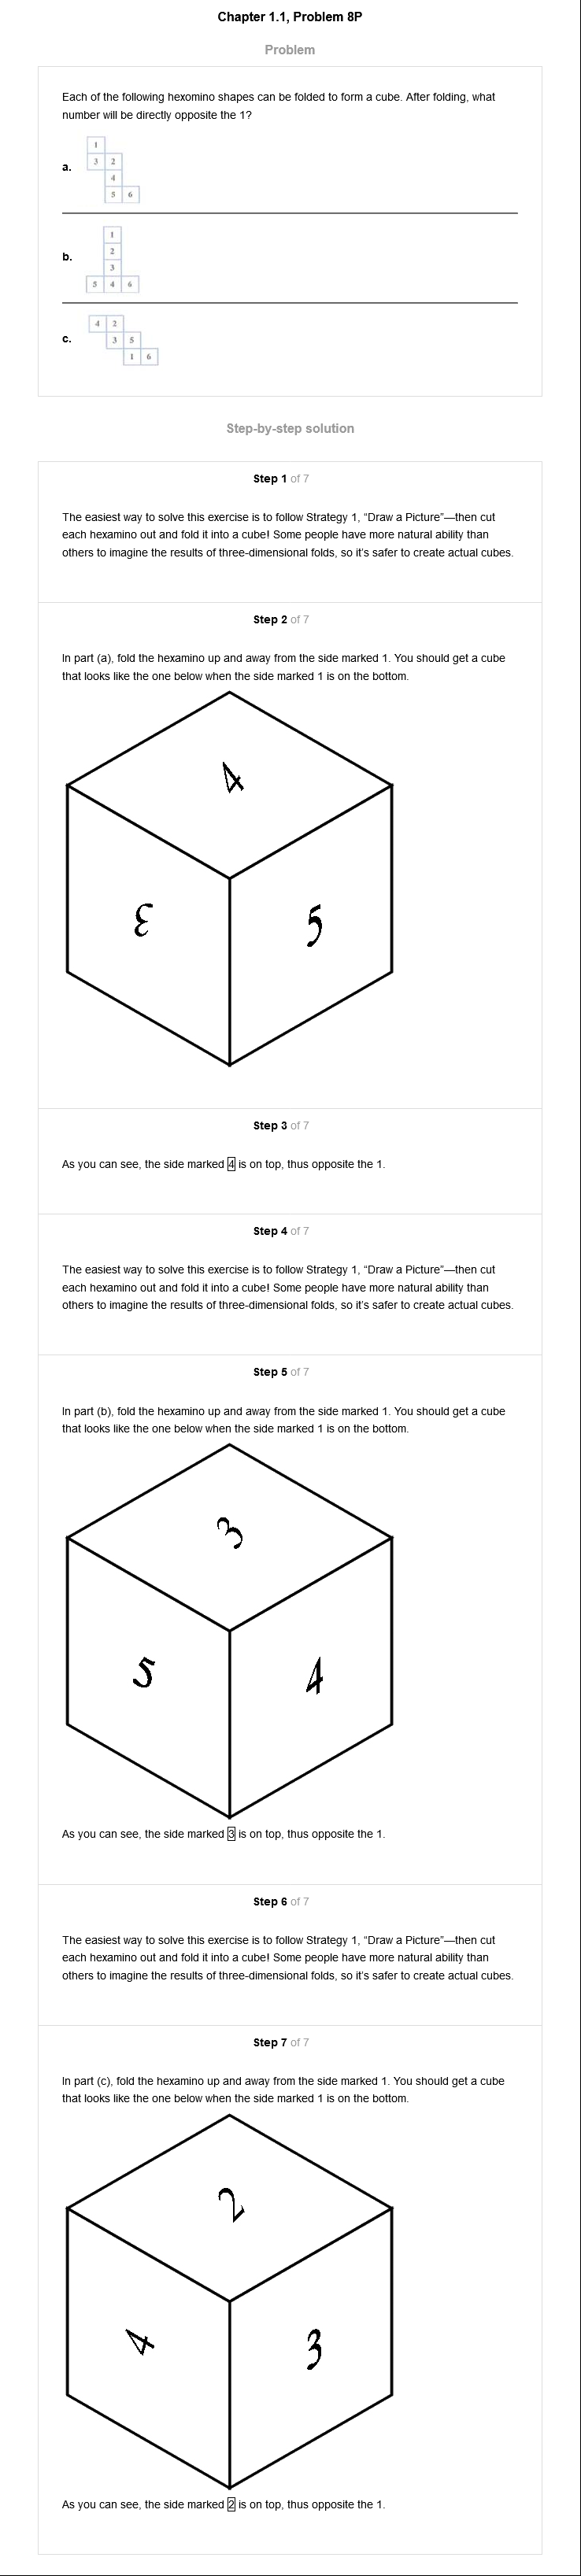 Chapter 1.1, Problem 8P
Problem
Each of the following hexomino shapes can be folded to form a cube. After folding, what
number will be directly opposite the 1?
a.
1
3 2
4
5 6
b.
1
2
3
5 4 6
c.
4 2
3 5
1 6
Step-by-step solution
Step 1 of 7
The easiest way to solve this exercise is to follow Strategy 1, “Draw a Picture”—then cut
each hexamino out and fold it into a cube! Some people have more natural ability than
others to imagine the results of three-dimensional folds, so it’s safer to create actual cubes.
Step 2 of 7
In part (a), fold the hexamino up and away from the side marked 1. You should get a cube
that looks like the one below when the side marked 1 is on the bottom.
4
3 5
Step 3 of 7
As you can see, the side marked 4 is on top, thus opposite the 1.
Step 4 of 7
The easiest way to solve this exercise is to follow Strategy 1, “Draw a Picture”—then cut
each hexamino out and fold it into a cube! Some people have more natural ability than
others to imagine the results of three-dimensional folds, so it’s safer to create actual cubes.
Step 5 of 7
In part (b), fold the hexamino up and away from the side marked 1. You should get a cube
that looks like the one below when the side marked 1 is on the bottom.
3
5 4
As you can see, the side marked 3 is on top, thus opposite the 1.
Step 6 of 7
The easiest way to solve this exercise is to follow Strategy 1, “Draw a Picture”—then cut
each hexamino out and fold it into a cube! Some people have more natural ability than
others to imagine the results of three-dimensional folds, so it’s safer to create actual cubes.
Step 7 of 7
In part (c), fold the hexamino up and away from the side marked 1. You should get a cube
that looks like the one below when the side marked 1 is on the bottom.
2
4 3
As you can see, the side marked 2 is on top, thus opposite the 1.